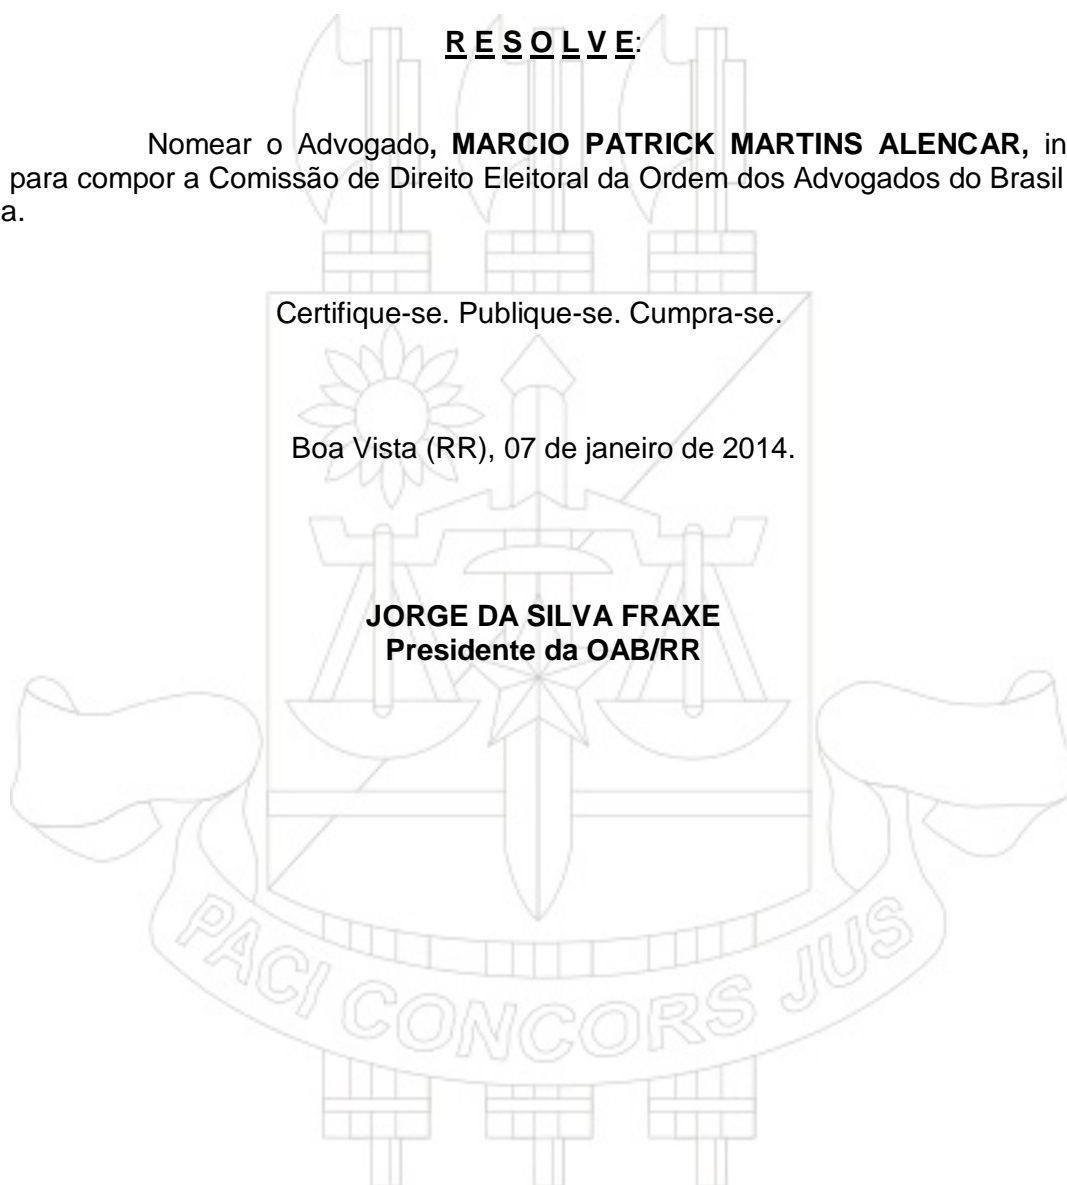 R E S O L V E:
Nomear o Advogado, MARCIO PATRICK MARTINS ALENCAR, in
para compor a Comissão de Direito Eleitoral da Ordem dos Advogados do Brasil
a.
Certifique-se. Publique-se. Cumpra-se.
Boa Vista (RR), 07 de janeiro de 2014.
JORGE DA SILVA FRAXE
Presidente da OAB/RR
PACI CONCORS JUS